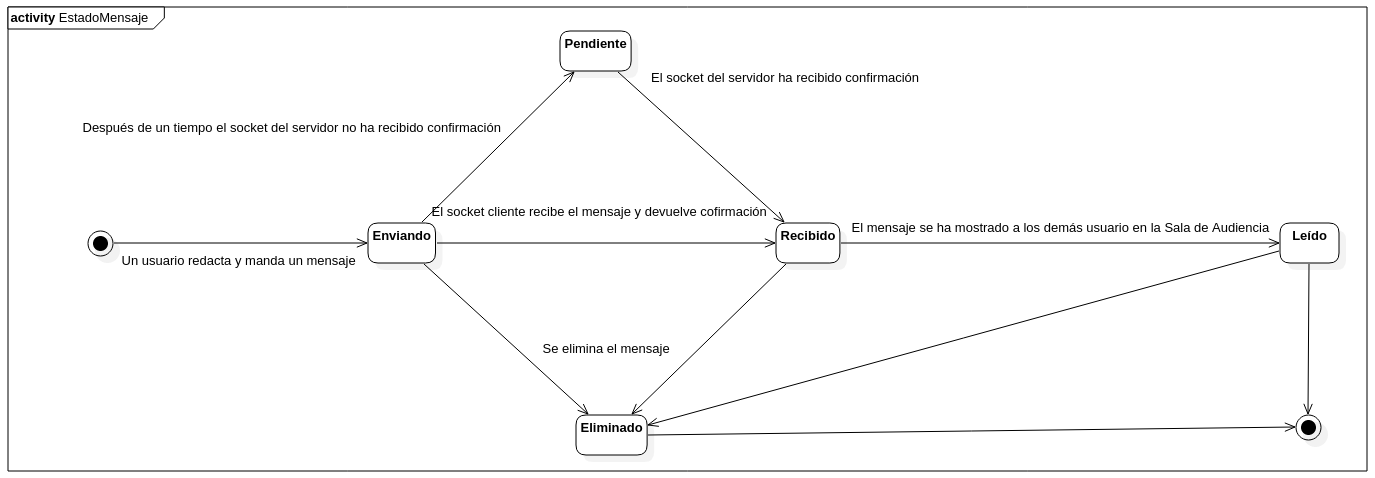 activity EstadoMensaje
Pendiente
El socket del servidor ha recibido confirmación
Después de un tiempo el socket del servidor no ha recibido confirmación
El socket cliente recibe el mensaje y devuelve cofirmación
Enviando
Recibido
El mensaje se ha mostrado a los demás usuario en la Sala de Audiencia
Leído
Un usuario redacta y manda un mensaje
Se elimina el mensaje
Eliminado